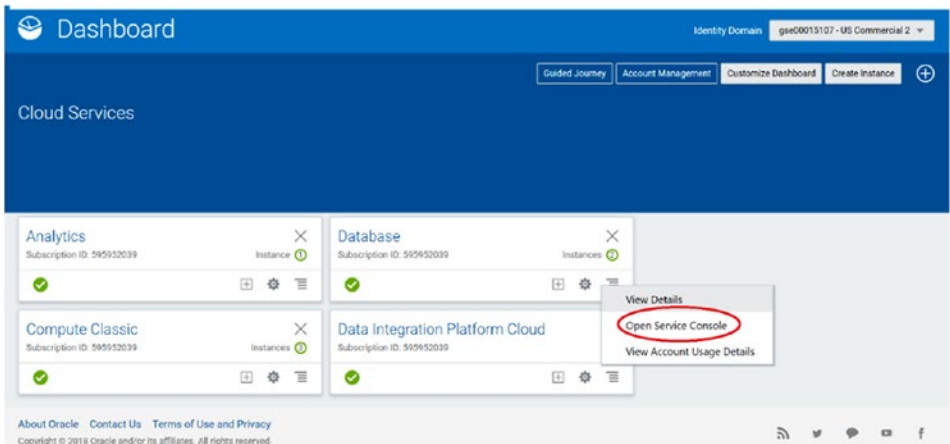 Dashboard
Identity Domain gse00015107 - US Commercial 2
Guided Journey Account Management Customize Dashboard Create Instance
Cloud Services
Analytics
Subscription ID: 595952039 Instance 1
Database
Subscription ID: 595952039 Instances 2
View Details
Open Service Console
View Account Usage Details
Compute Classic
Subscription ID: 595952039 Instances 3
Data Integration Platform Cloud
Subscription ID: 595952039
About Oracle Contact Us Terms of Use and Privacy
Copyright © 2018 Oracle and/or its affiliates. All rights reserved.